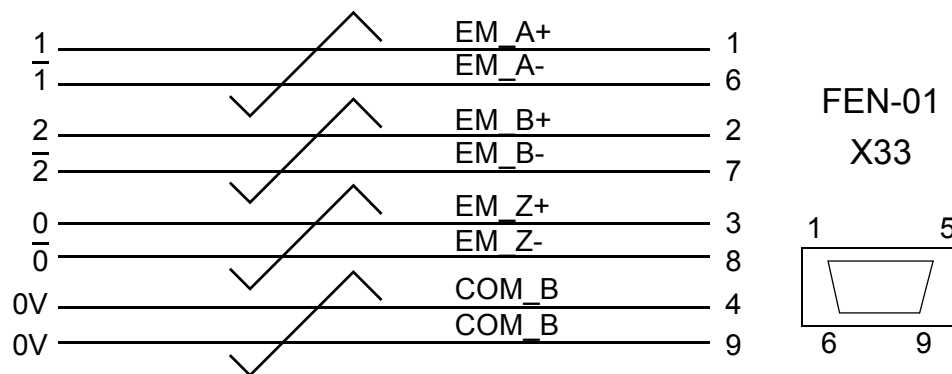 1 EM_A+ 1
1̅ EM_A- 6
2 EM_B+ 2
2̅ EM_B- 7
0 EM_Z+ 3
0̅ EM_Z- 8
0V COM_B 4
0V COM_B 9
FEN-01
X33
1 5
6 9